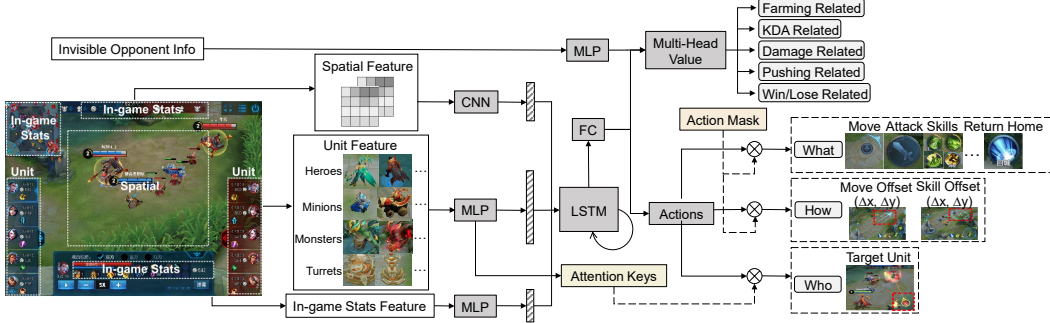 Invisible Opponent Info
MLP
Multi-Head
Value
Farming Related
KDA Related
Damage Related
Pushing Related
Win/Lose Related
Spatial Feature
CNN
In-game Stats
In-game
Stats
Unit
Unit
Spatial
In-game Stats
5X
Unit Feature
Heroes
...
Minions
...
Monsters
...
Turrets
...
MLP
In-game Stats Feature
MLP
FC
LSTM
Attention Keys
Action Mask
Actions
What
Move Attack Skills Return Home
...
How
Move Offset Skill Offset
(Δx, Δy) (Δx, Δy)
Who
Target Unit